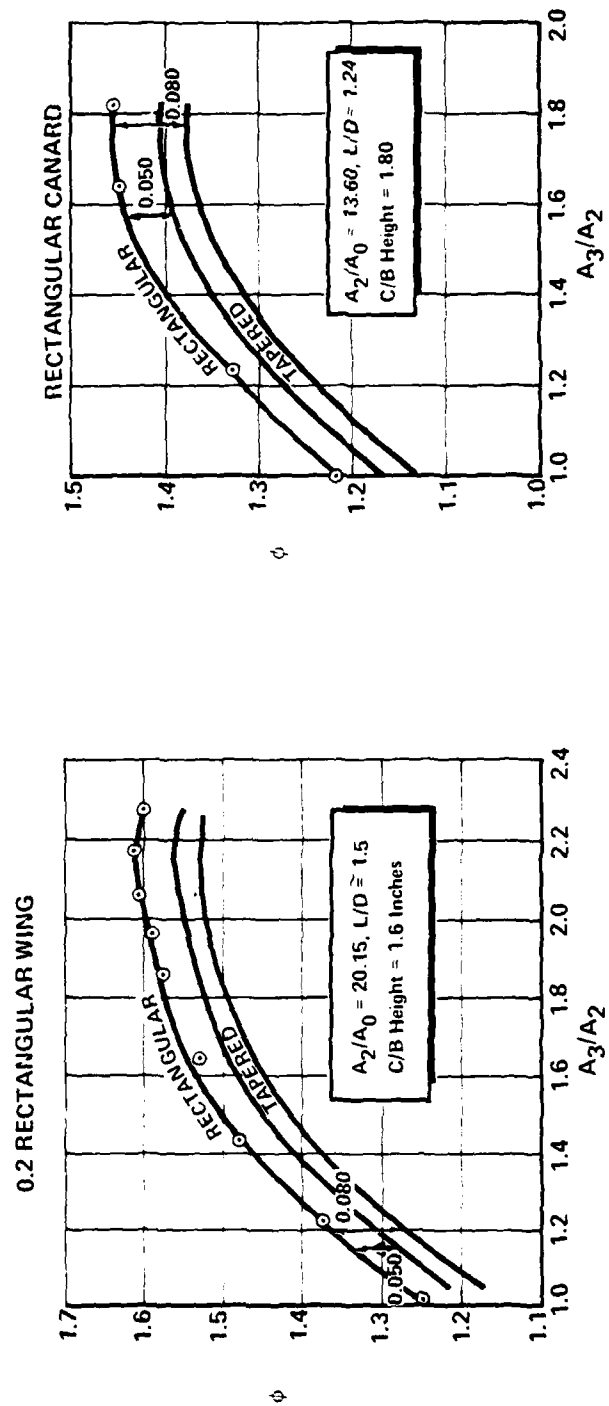 0.2 RECTANGULAR WING
1.7
1.6
1.5
1.4
1.3
1.2
1.1
ϕ
RECTANGULAR
TAPERED
0.080
0.050
A2/A0 = 20.15, L/D ≅ 1.5
C/B Height = 1.6 Inches
1.0 1.2 1.4 1.6 1.8 2.0 2.2 2.4
A3/A2
RECTANGULAR CANARD
1.5
1.4
1.3
1.2
1.1
1.0
ϕ
RECTANGULAR
TAPERED
0.050
0.080
A2/A0 = 13.60, L/D = 1.24
C/B Height = 1.80
1.0 1.2 1.4 1.6 1.8 2.0
A3/A2